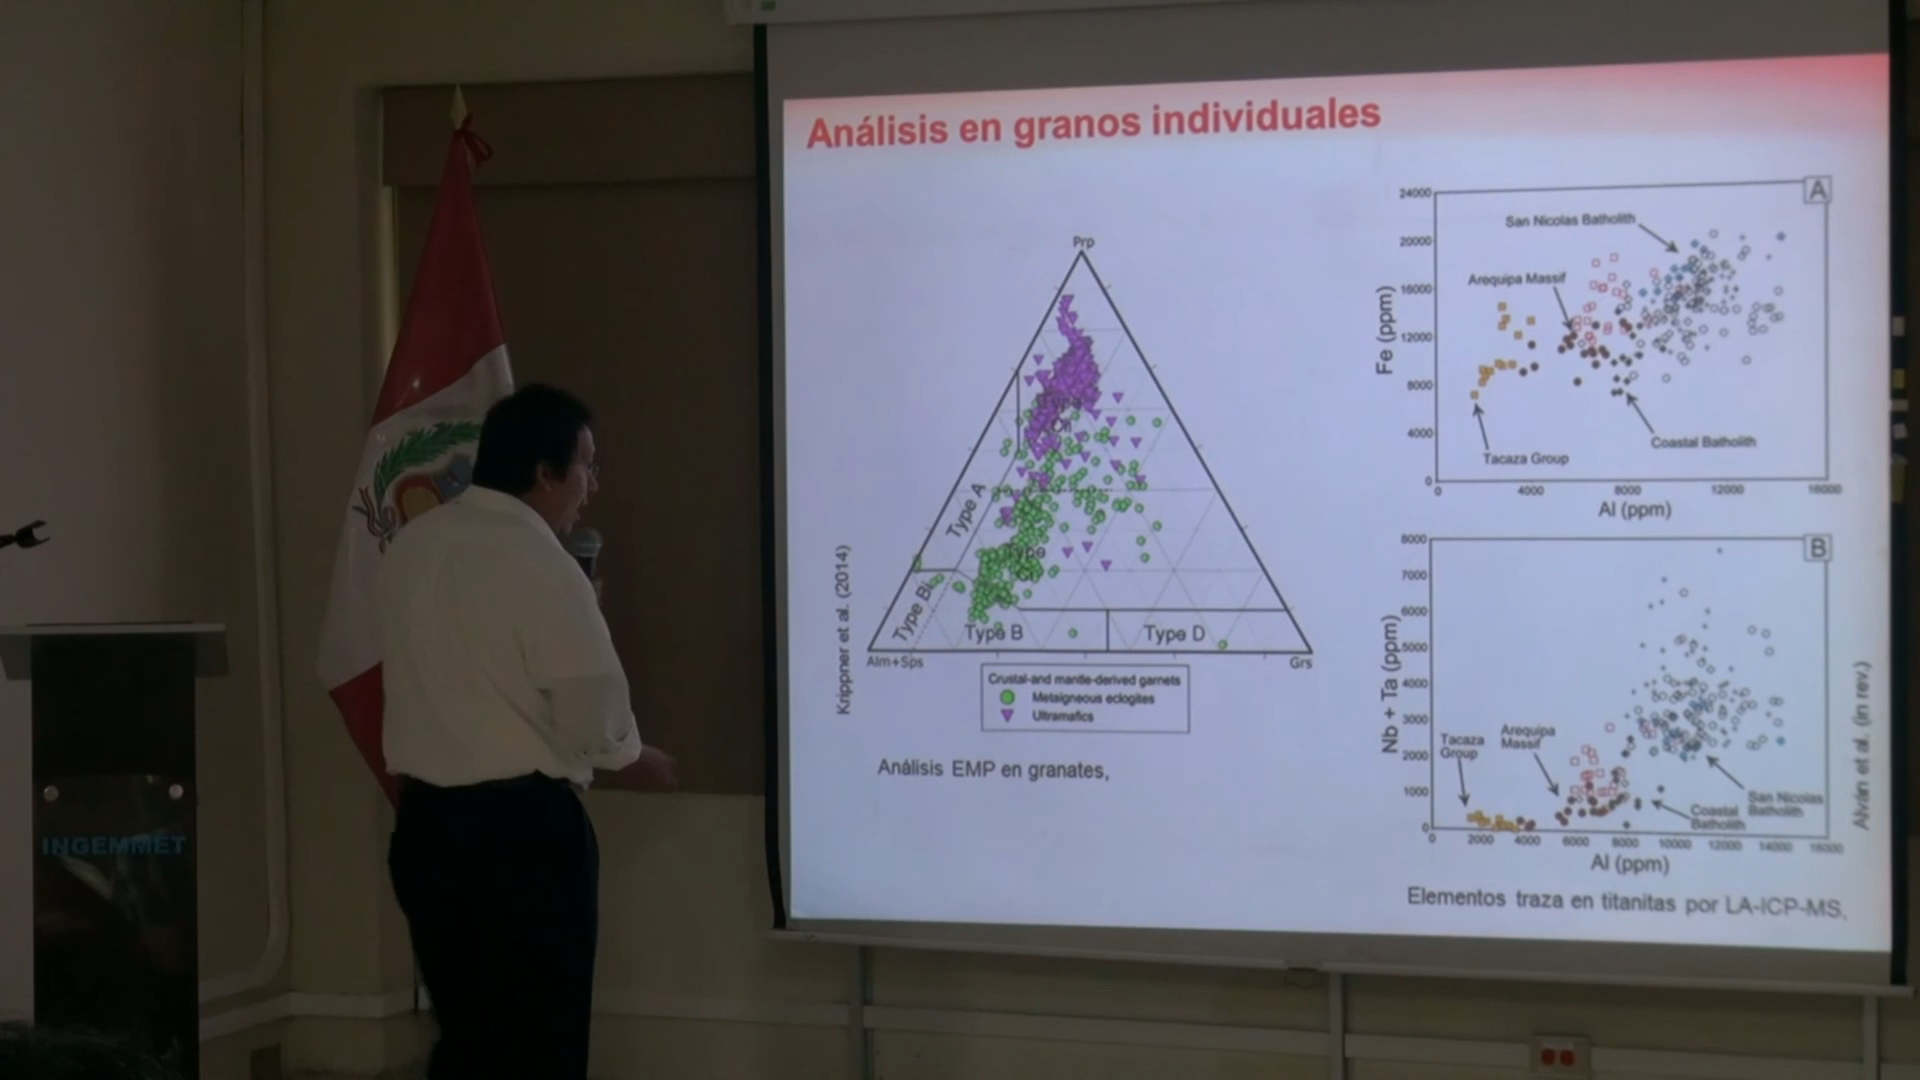 Análisis en granos individuales
Prp
Type
Ci
Type A
Type
Type Bi
Type B
Type D
Alm+Sps
Grs
Crustal-and mantle-derived garnets
Metaigneous eclogites
Ultramafics
Krippner et al. (2014)
Análisis EMP en granates,
A
24000
20000
16000
12000
8000
4000
0
Fe (ppm)
San Nicolas Batholith
Arequipa Massif
Coastal Batholith
Tacaza Group
0
4000
8000
12000
16000
Al (ppm)
B
8000
7000
6000
5000
4000
3000
2000
1000
0
Nb + Ta (ppm)
Tacaza
Group
Arequipa
Massif
San Nicolas
Batholith
Coastal
Batholith
0
2000
4000
6000
8000
10000
12000
14000
16000
Al (ppm)
Alván et al. (in rev.)
Elementos traza en titanitas por LA-ICP-MS.
INGEMMET